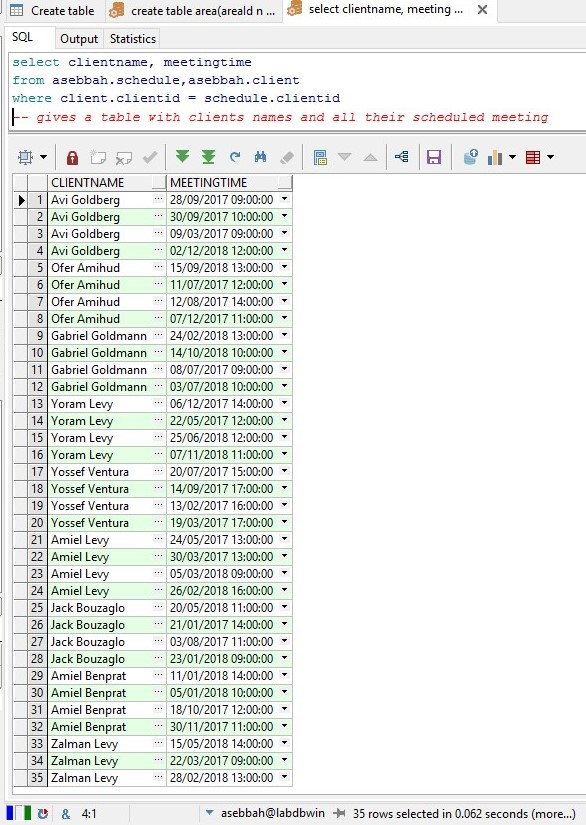 Create table
create table area(areaId n ...
select clientname, meeting ...
SQL Output Statistics
select clientname, meetingtime
from asebbah.schedule,asebbah.client
where client.clientid = schedule.clientid
-- gives a table with clients names and all their scheduled meeting
CLIENTNAME MEETINGTIME
1 Avi Goldberg ... 28/09/2017 09:00:00
2 Avi Goldberg ... 30/09/2017 10:00:00
3 Avi Goldberg ... 09/03/2017 09:00:00
4 Avi Goldberg ... 02/12/2018 12:00:00
5 Ofer Amihud ... 15/09/2018 13:00:00
6 Ofer Amihud ... 11/07/2017 12:00:00
7 Ofer Amihud ... 12/08/2017 14:00:00
8 Ofer Amihud ... 07/12/2017 11:00:00
9 Gabriel Goldmann ... 24/02/2018 13:00:00
10 Gabriel Goldmann ... 14/10/2018 10:00:00
11 Gabriel Goldmann ... 08/07/2017 09:00:00
12 Gabriel Goldmann ... 03/07/2018 10:00:00
13 Yoram Levy ... 06/12/2017 14:00:00
14 Yoram Levy ... 22/05/2017 12:00:00
15 Yoram Levy ... 25/06/2018 12:00:00
16 Yoram Levy ... 07/11/2018 11:00:00
17 Yossef Ventura ... 20/07/2017 15:00:00
18 Yossef Ventura ... 14/09/2017 17:00:00
19 Yossef Ventura ... 13/02/2017 16:00:00
20 Yossef Ventura ... 19/03/2017 17:00:00
21 Amiel Levy ... 24/05/2017 13:00:00
22 Amiel Levy ... 30/03/2017 13:00:00
23 Amiel Levy ... 05/03/2018 09:00:00
24 Amiel Levy ... 26/02/2018 16:00:00
25 Jack Bouzaglo ... 20/05/2018 11:00:00
26 Jack Bouzaglo ... 21/01/2017 14:00:00
27 Jack Bouzaglo ... 03/08/2017 11:00:00
28 Jack Bouzaglo ... 23/01/2018 09:00:00
29 Amiel Benprat ... 11/01/2018 14:00:00
30 Amiel Benprat ... 05/01/2018 10:00:00
31 Amiel Benprat ... 18/10/2017 12:00:00
32 Amiel Benprat ... 30/11/2017 11:00:00
33 Zalman Levy ... 15/05/2018 14:00:00
34 Zalman Levy ... 22/03/2017 09:00:00
35 Zalman Levy ... 28/02/2018 13:00:00
& 4:1 asebbah@labdbwin 35 rows selected in 0.062 seconds (more...)